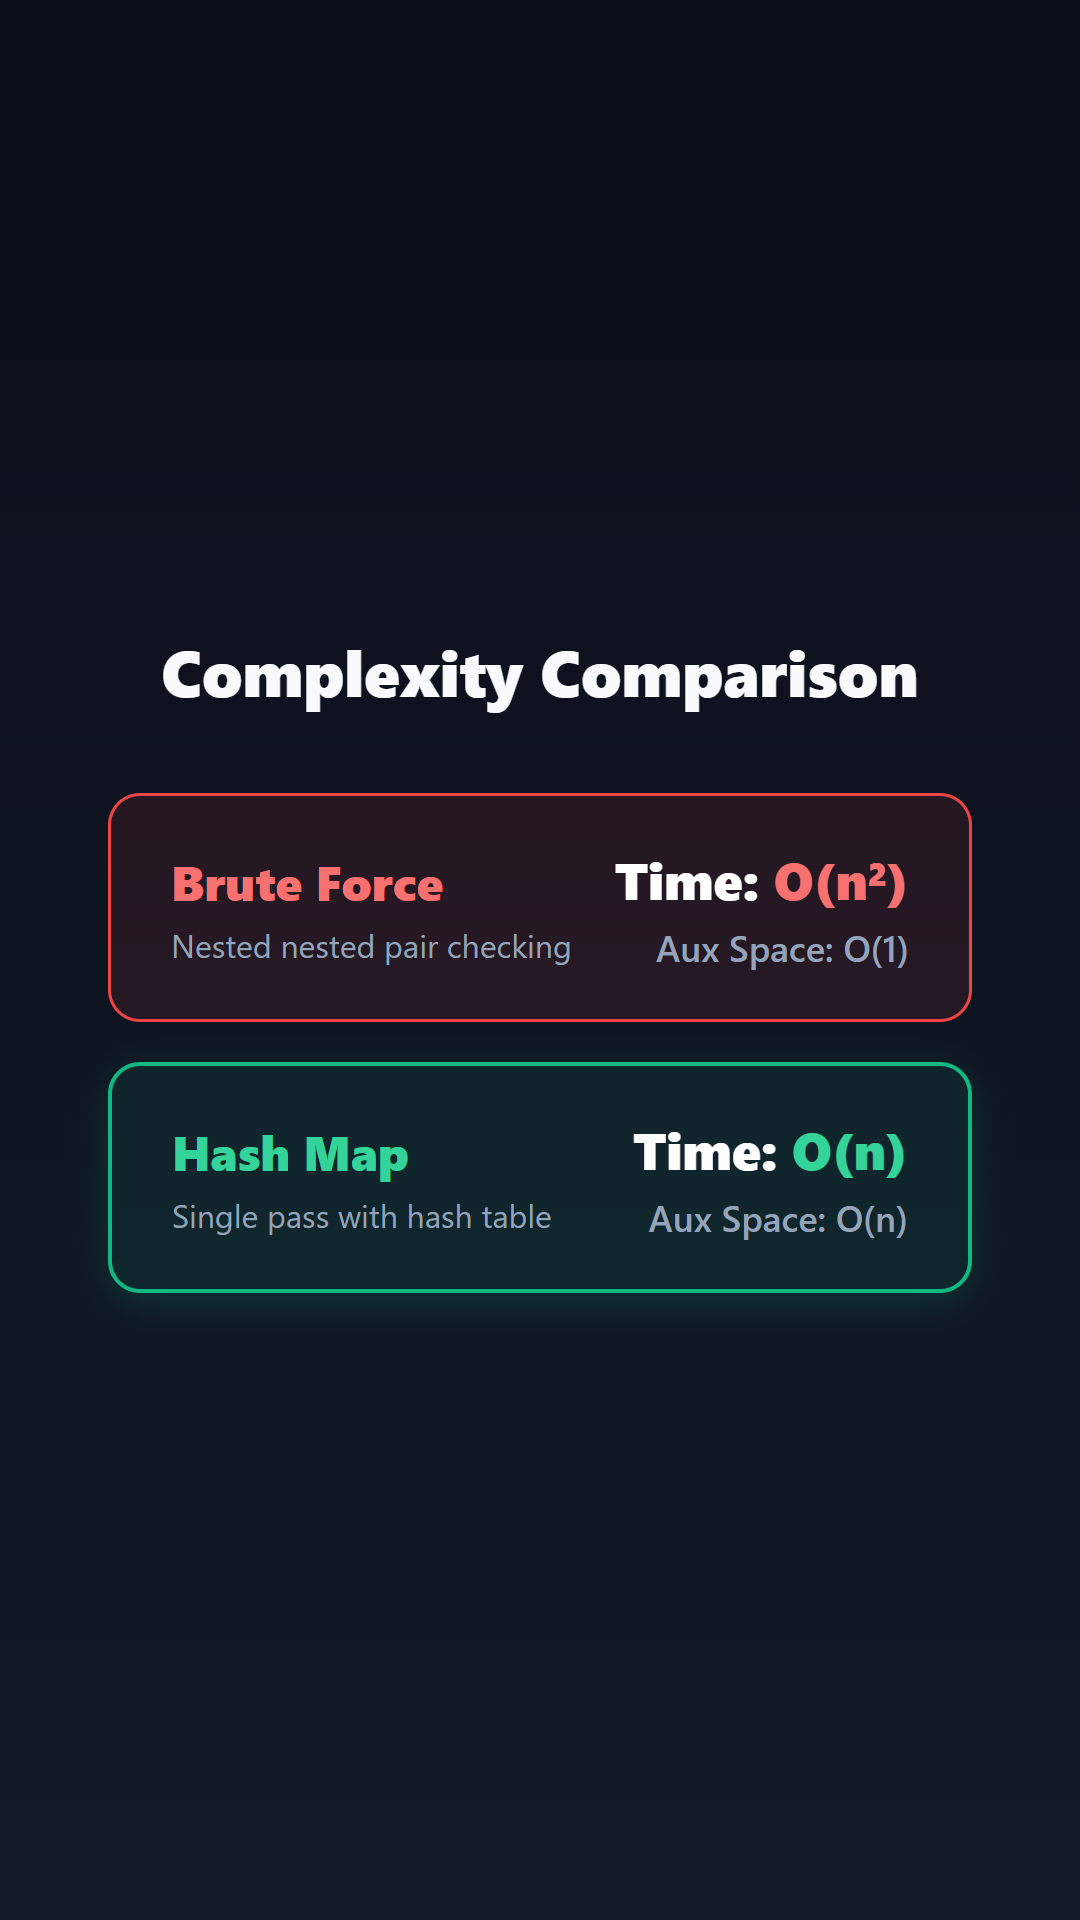 Complexity Comparison
Brute Force
Nested nested pair checking
Time: O(n²)
Aux Space: O(1)
Hash Map
Single pass with hash table
Time: O(n)
Aux Space: O(n)